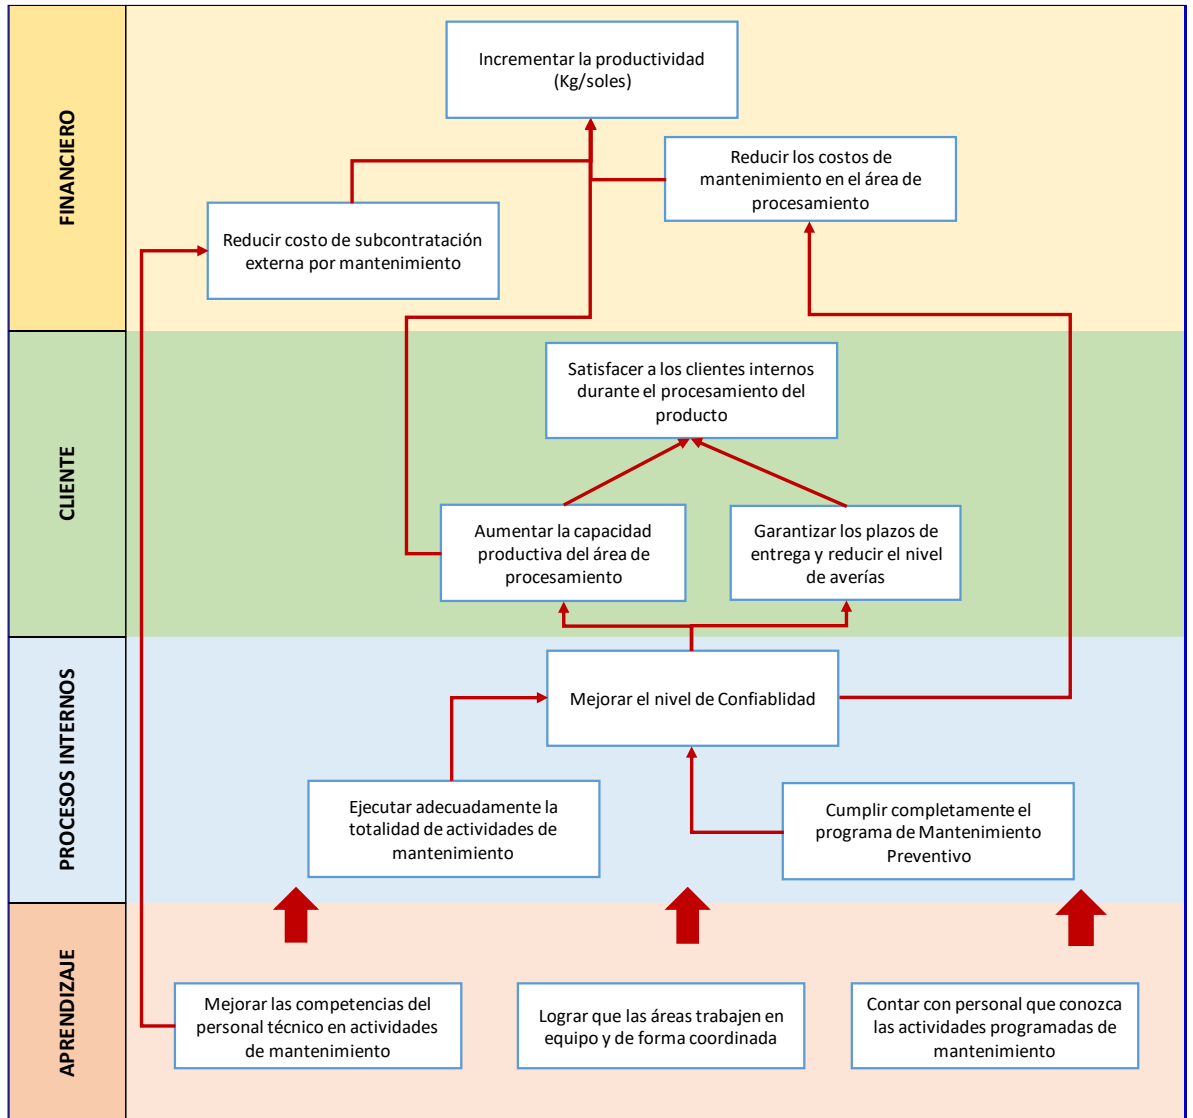 FINANCIERO
Incrementar la productividad
(Kg/soles)
Reducir los costos de
mantenimiento en el área de
procesamiento
Reducir costo de subcontratación
externa por mantenimiento
CLIENTE
Satisfacer a los clientes internos
durante el procesamiento del
producto
Aumentar la capacidad
productiva del área de
procesamiento
Garantizar los plazos de
entrega y reducir el nivel
de averías
PROCESOS INTERNOS
Mejorar el nivel de Confiablidad
Ejecutar adecuadamente la
totalidad de actividades de
mantenimiento
Cumplir completamente el
programa de Mantenimiento
Preventivo
APRENDIZAJE
Mejorar las competencias del
personal técnico en actividades
de mantenimiento
Lograr que las áreas trabajen en
equipo y de forma coordinada
Contar con personal que conozca
las actividades programadas de
mantenimiento